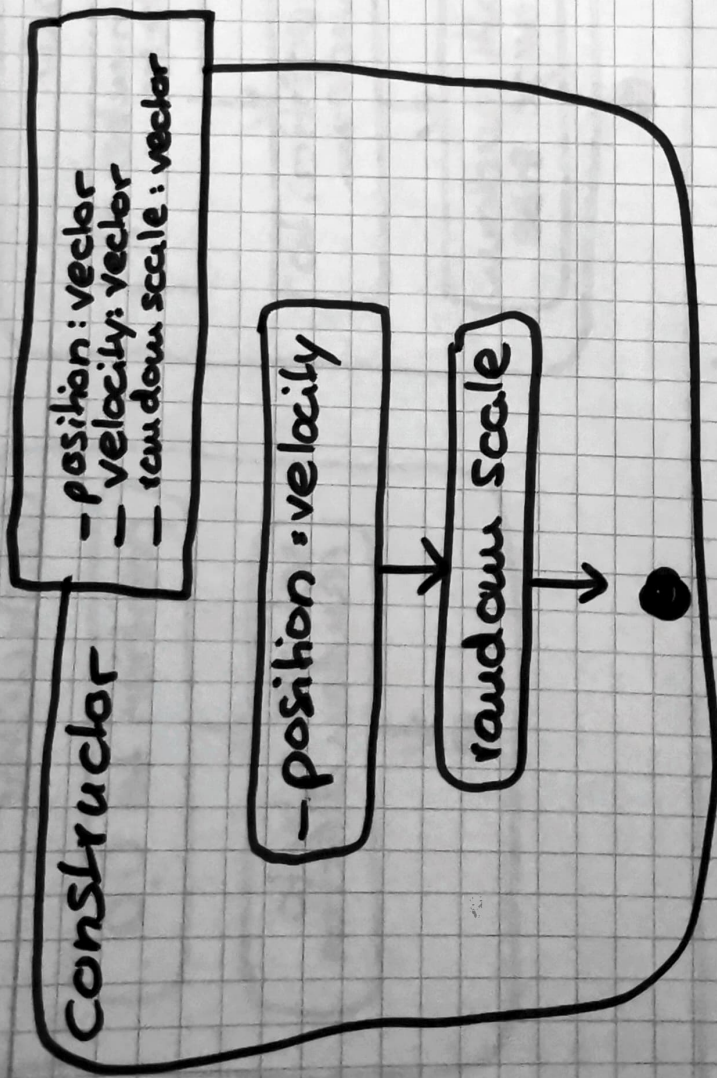 constructor
- position : vector
- velocity : vector
- random scale : vector
- position : velocity
random scale